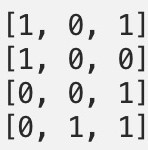 [1, 0, 1]
[1, 0, 0]
[0, 0, 1]
[0, 1, 1]